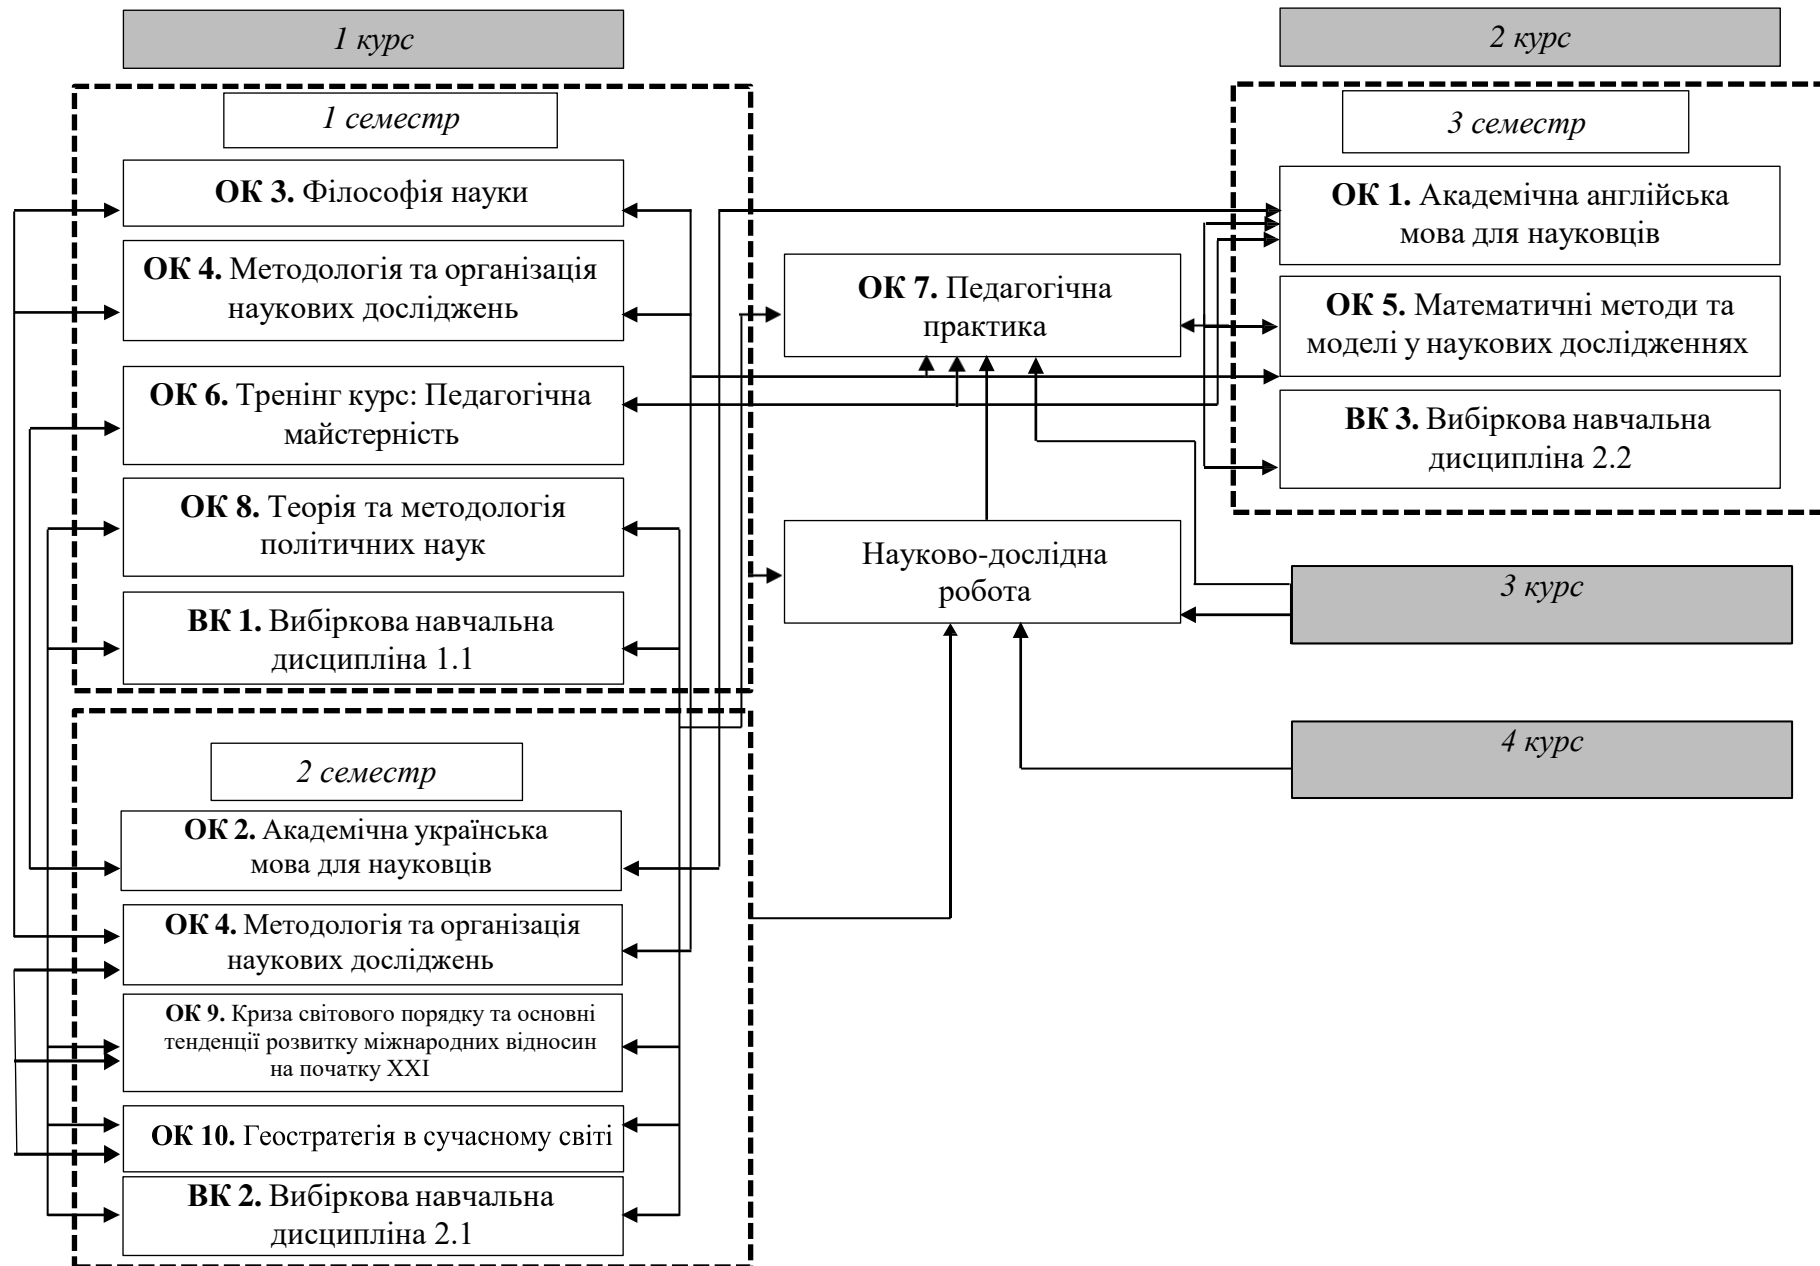 1 курс
1 семестр
ОК 3. Філософія науки
ОК 4. Методологія та організація
наукових досліджень
ОК 6. Тренінг курс: Педагогічна
майстерність
ОК 8. Теорія та методологія
політичних наук
ВК 1. Вибіркова навчальна
дисципліна 1.1
2 семестр
ОК 2. Академічна українська
мова для науковців
ОК 4. Методологія та організація
наукових досліджень
ОК 9. Криза світового порядку та основні
тенденції розвитку міжнародних відносин
на початку ХХІ
ОК 10. Геостратегія в сучасному світі
ВК 2. Вибіркова навчальна
дисципліна 2.1
ОК 7. Педагогічна
практика
Науково-дослідна
робота
2 курс
3 семестр
ОК 1. Академічна англійська
мова для науковців
ОК 5. Математичні методи та
моделі у наукових дослідженнях
ВК 3. Вибіркова навчальна
дисципліна 2.2
3 курс
4 курс